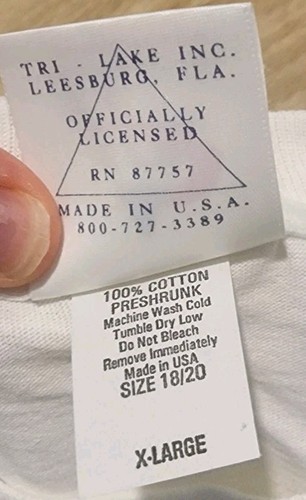 TRI - LAKE INC.
LEESBURG, FLA.
OFFICIALLY
LICENSED
RN 87757
MADE IN U.S.A.
800-727-3389
100% COTTON
PRESHRUNK
Machine Wash Cold
Tumble Dry Low
Do Not Bleach
Remove Immediately
Made in USA
SIZE 18/20
X-LARGE